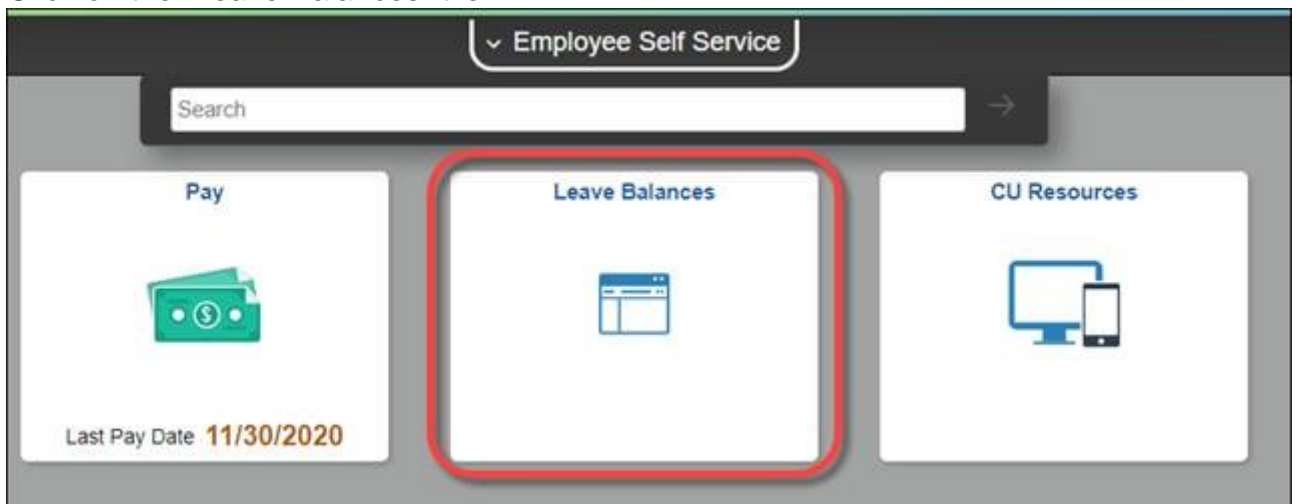 Employee Self Service
Search
Pay
Leave Balances
CU Resources
Last Pay Date 11/30/2020